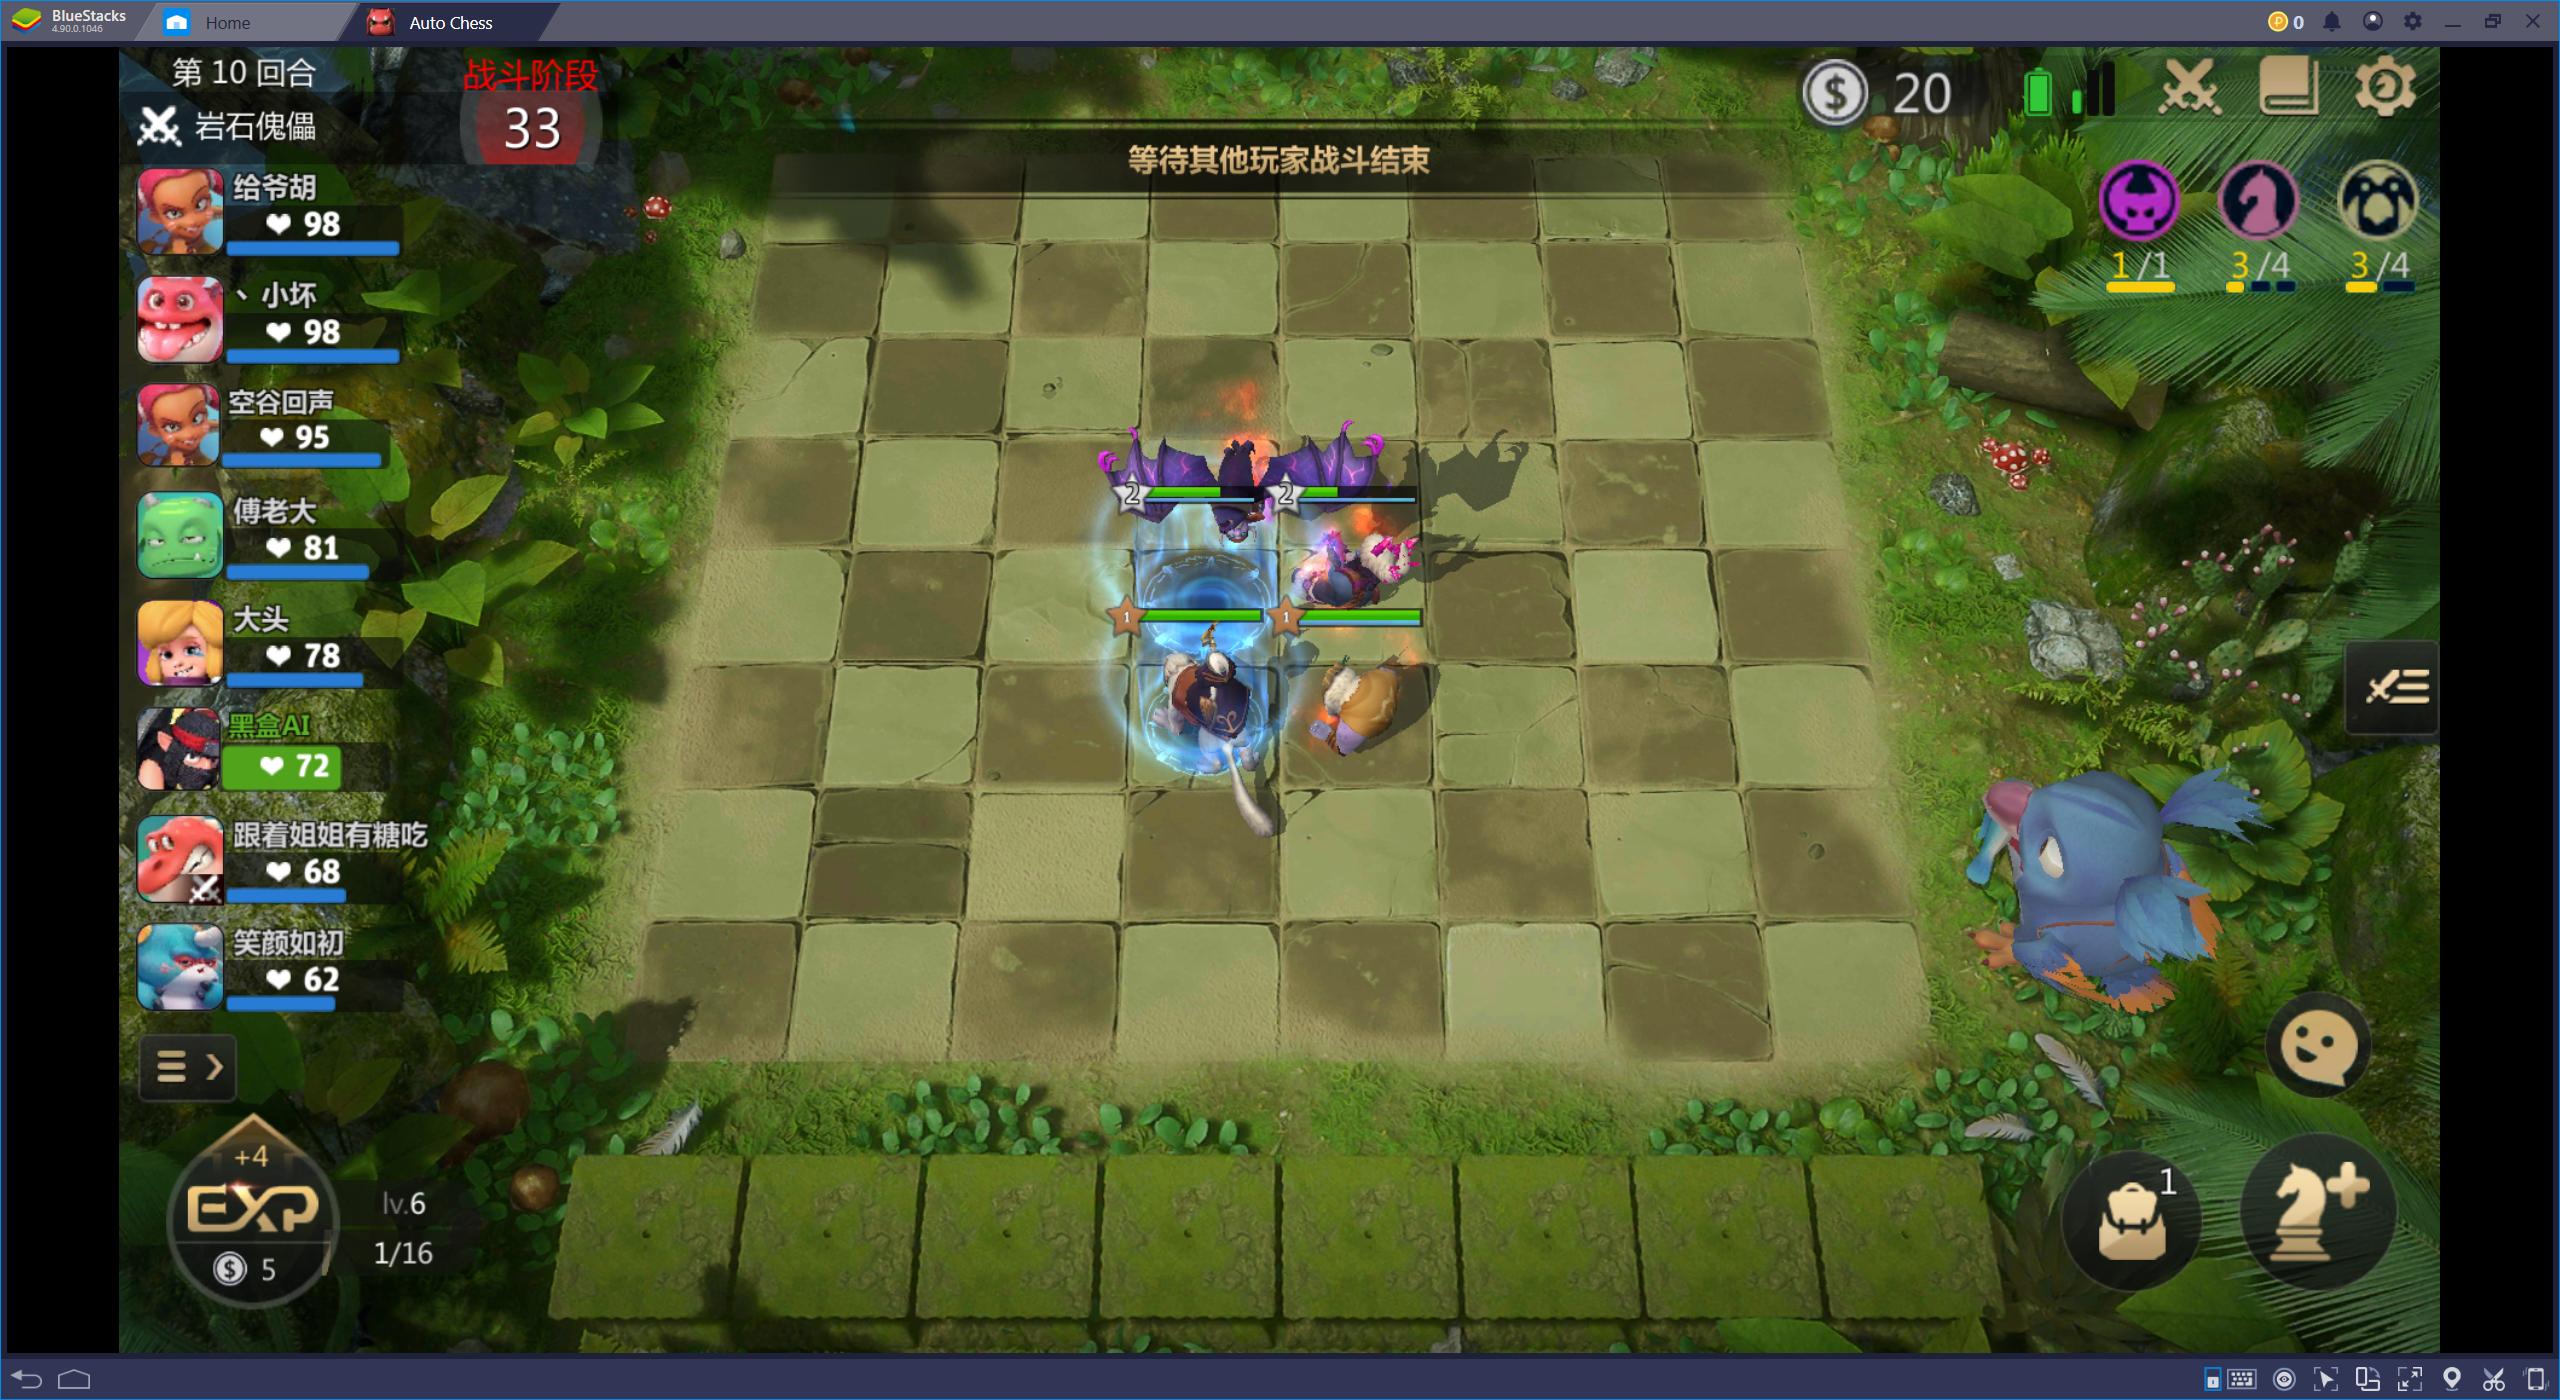 BlueStacks
4.90.0.1046
Home
Auto Chess
0
第 10 回合
战斗阶段
岩石傀儡
33
20
等待其他玩家战斗结束
给爷胡
98
丶小坏
98
空谷回声
95
傅老大
81
大头
78
黑盒AI
72
跟着姐姐有糖吃
68
笑颜如初
62
1/1
3/4
3/4
2
2
1
1
+4
EXP
5
lv.6
1/16
1